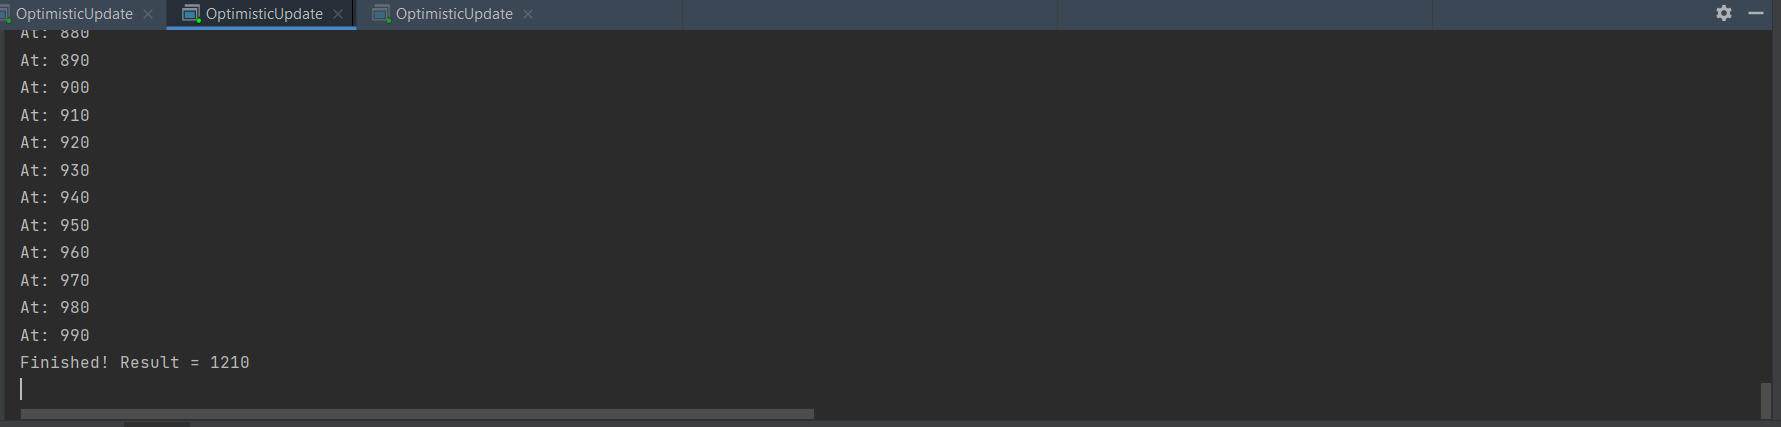 OptimisticUpdate OptimisticUpdate OptimisticUpdate
At: 880
At: 890
At: 900
At: 910
At: 920
At: 930
At: 940
At: 950
At: 960
At: 970
At: 980
At: 990
Finished! Result = 1210